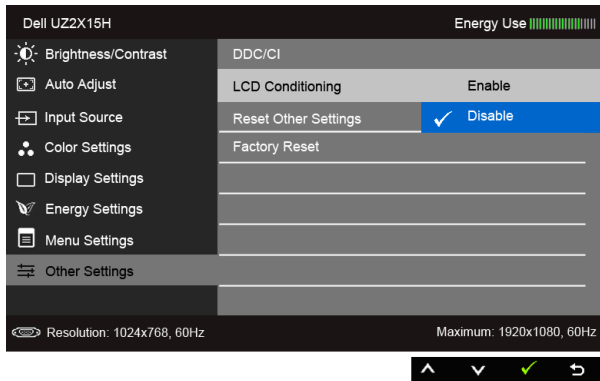 Dell UZ2X15H Energy Use
Brightness/Contrast DDC/CI
Auto Adjust LCD Conditioning Enable
Input Source Reset Other Settings Disable
Color Settings Factory Reset
Display Settings
Energy Settings
Menu Settings
Other Settings
Resolution: 1024x768, 60Hz Maximum: 1920x1080, 60Hz